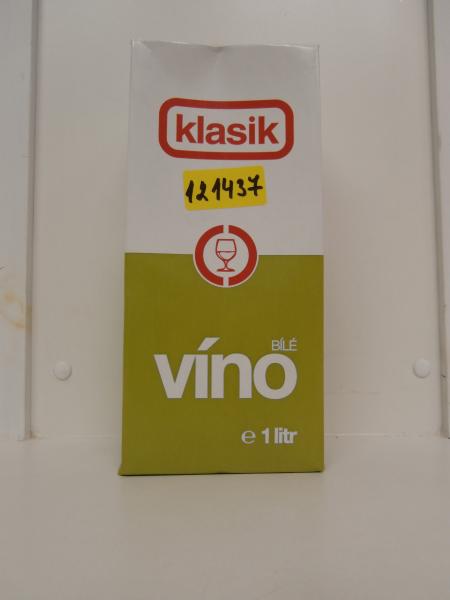 klasik
121437
BÍLÉ
víno
℮ 1 litr